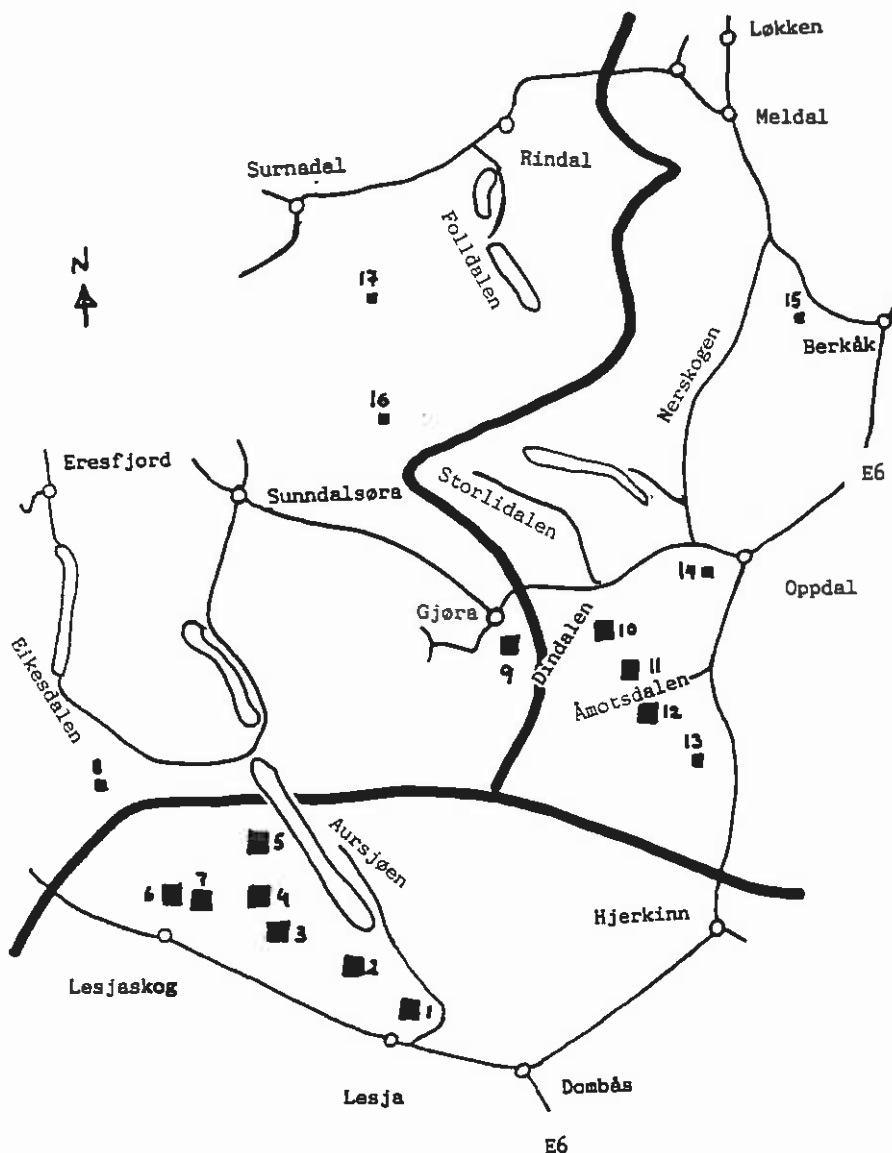 Løkken
Meldal
Rindal
Surnadal
Folldalen
N
17
15
Berkåk
Nerskogen
16
Eresfjord
Sunndalsøra
Storlidalen
E6
14
Oppdal
Gjøra
Dindalen
10
9
11
Eikesdalen
Åmotsdalen
12
13
8
Aursjøen
5
6
7
4
Hjerkinn
3
2
Lesjaskog
1
Lesja
Dombås
E6